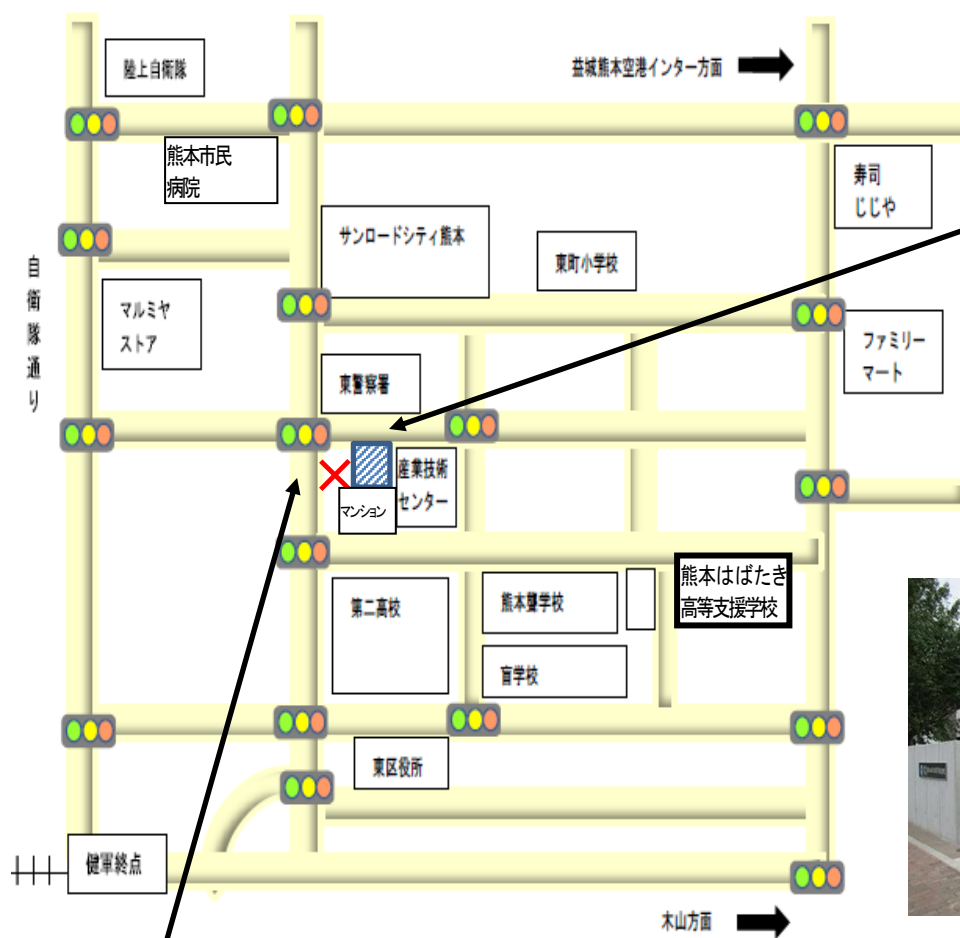 陸上自衛隊
益城熊本空港インター方面
熊本市民
病院
寿司
じじや
サンロードシティ熊本
東町小学校
自衛隊通り
マルミヤ
ストア
ファミリー
マート
東警察署
産業技術
センター
マンション
熊本はばたき
高等支援学校
第二高校
熊本聾学校
盲学校
東区役所
健軍終点
木山方面